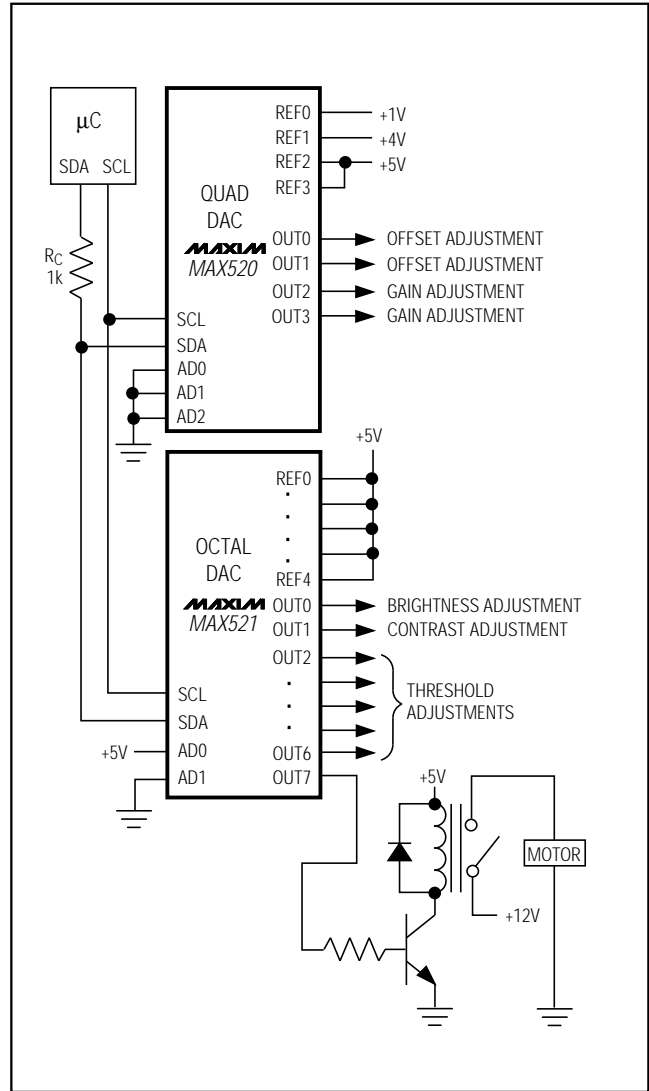 μC
SDA SCL
RC
1k
QUAD
DAC
MAXIM
MAX520
REF0
REF1
REF2
REF3
OUT0
OUT1
OUT2
OUT3
SCL
SDA
AD0
AD1
AD2
+1V
+4V
+5V
OFFSET ADJUSTMENT
OFFSET ADJUSTMENT
GAIN ADJUSTMENT
GAIN ADJUSTMENT
+5V
OCTAL
DAC
MAXIM
MAX521
REF0
REF4
OUT0
OUT1
OUT2
OUT6
OUT7
SCL
SDA
AD0
AD1
+5V
BRIGHTNESS ADJUSTMENT
CONTRAST ADJUSTMENT
THRESHOLD
ADJUSTMENTS
+5V
MOTOR
+12V